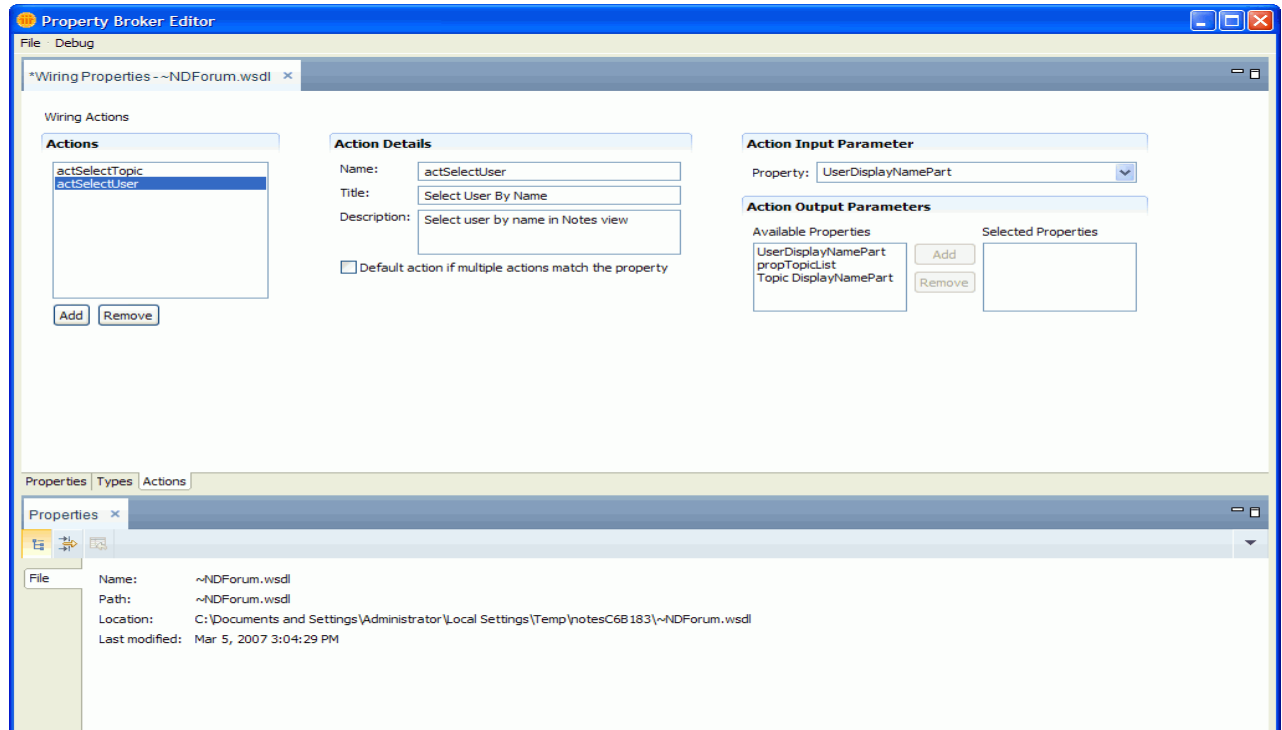 Property Broker Editor
File Debug
*Wiring Properties - ~NDForum.wsdl
Wiring Actions
Actions
actSelectTopic
actSelectUser
Add Remove
Action Details
Name: actSelectUser
Title: Select User By Name
Description: Select user by name in Notes view
Default action if multiple actions match the property
Action Input Parameter
Property: UserDisplayNamePart
Action Output Parameters
Available Properties
UserDisplayNamePart
propTopicList
Topic DisplayNamePart
Add
Remove
Selected Properties
Properties Types Actions
Properties
File
Name: ~NDForum.wsdl
Path: ~NDForum.wsdl
Location: C:\Documents and Settings\Administrator\Local Settings\Temp\notesC6B183\~NDForum.wsdl
Last modified: Mar 5, 2007 3:04:29 PM